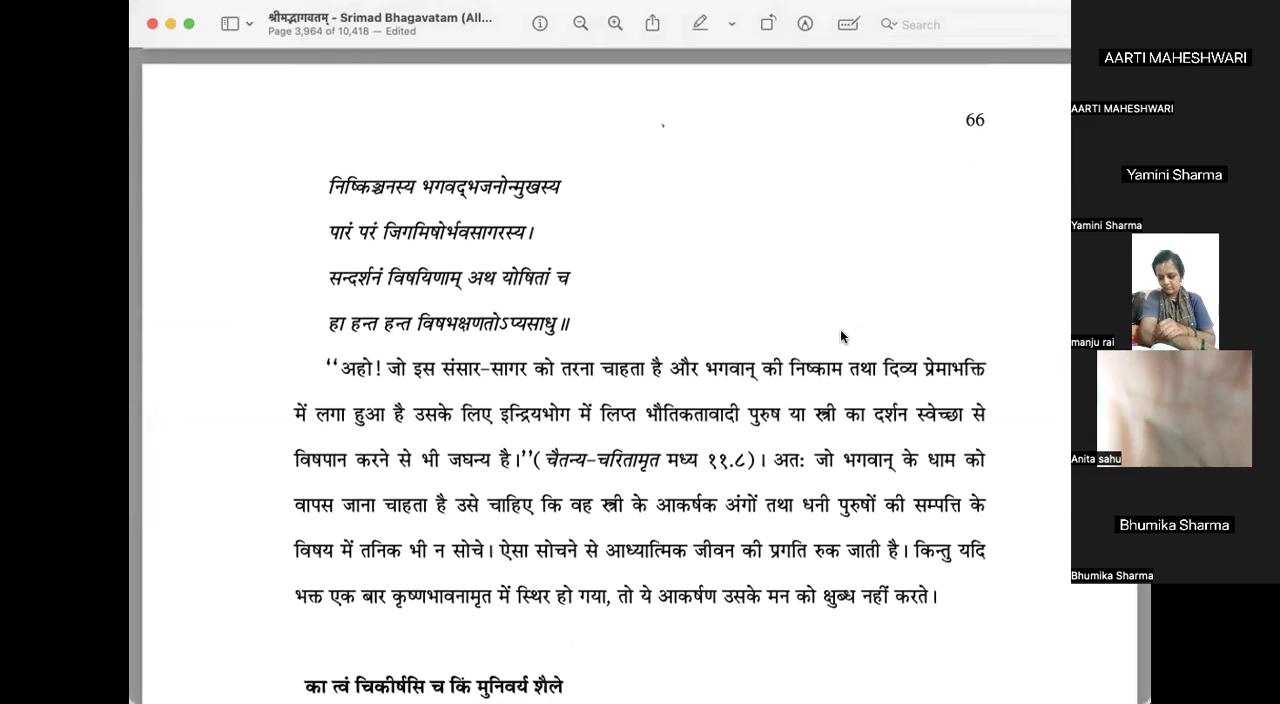 श्रीमद्भागवतम् - Srimad Bhagavatam (All...
Page 3,964 of 10,418 — Edited
Search
66
निष्किञ्चनस्य भगवद्भजनोन्मुखस्य
पारं परं जिगमिषोर्भवसागरस्य।
सन्दर्शनं विषयिणाम् अथ योषितां च
हा हन्त हन्त विषभक्षणतोऽप्यसाधु॥
‘‘अहो! जो इस संसार-सागर को तरना चाहता है और भगवान् की निष्काम तथा दिव्य प्रेमाभक्ति
में लगा हुआ है उसके लिए इन्द्रियभोग में लिप्त भौतिकतावादी पुरुष या स्त्री का दर्शन स्वेच्छा से
विषपान करने से भी जघन्य है।’’(चैतन्य-चरितामृत मध्य ११.८)। अतः जो भगवान् के धाम को
वापस जाना चाहता है उसे चाहिए कि वह स्त्री के आकर्षक अंगों तथा धनी पुरुषों की सम्पत्ति के
विषय में तनिक भी न सोचे। ऐसा सोचने से आध्यात्मिक जीवन की प्रगति रुक जाती है। किन्तु यदि
भक्त एक बार कृष्णभावनामृत में स्थिर हो गया, तो ये आकर्षण उसके मन को क्षुब्ध नहीं करते।
का त्वं चिकीर्षसि च किं मुनिवर्य शैले
AARTI MAHESHWARI
AARTI MAHESHWARI
Yamini Sharma
Yamini Sharma
manju rai
Anita sahu
Bhumika Sharma
Bhumika Sharma